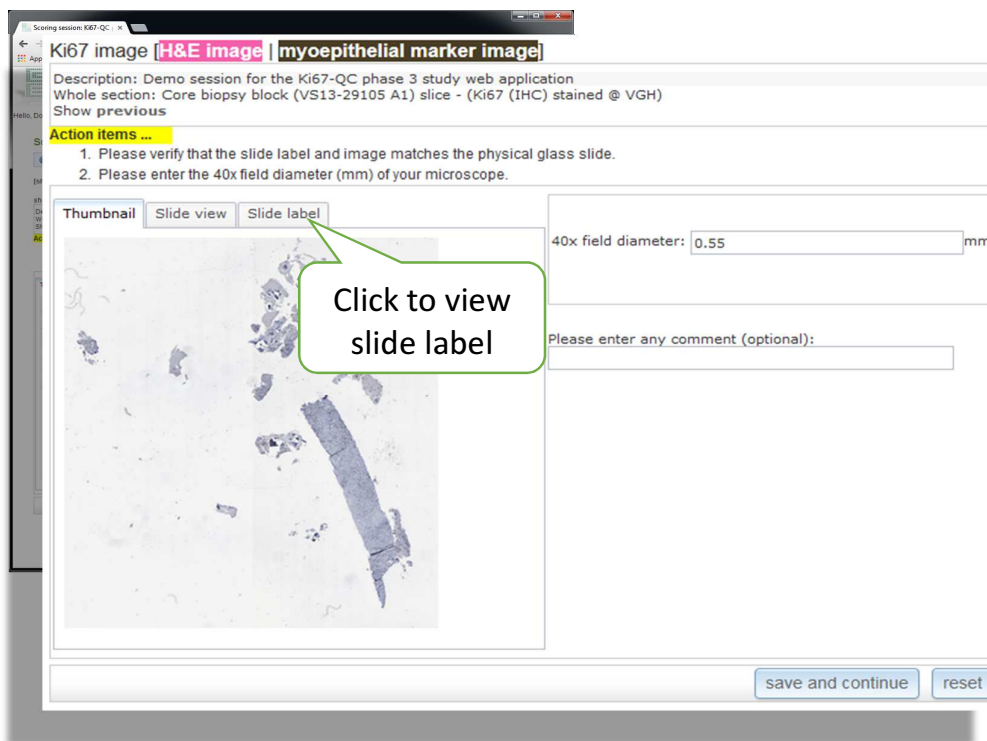 Scoring session: Ki67-QC
App
Hello, Do
Ki67 image [H&E image | myoepithelial marker image]
Description: Demo session for the Ki67-QC phase 3 study web application
Whole section: Core biopsy block (VS13-29105 A1) slice - (Ki67 (IHC) stained @ VGH)
Show previous
Action items ...
1. Please verify that the slide label and image matches the physical glass slide.
2. Please enter the 40x field diameter (mm) of your microscope.
Thumbnail Slide view Slide label
Click to view
slide label
40x field diameter: 0.55 mm
Please enter any comment (optional):
save and continue reset